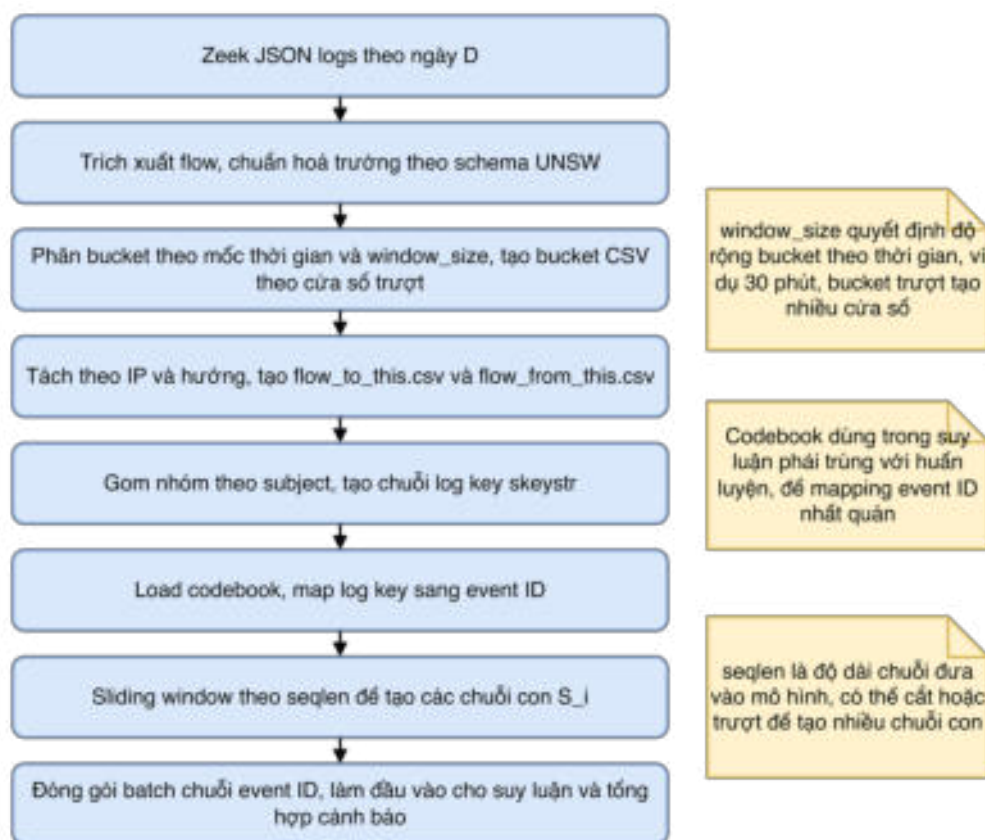 Zeek JSON logs theo ngày D
Trích xuất flow, chuẩn hoá trường theo schema UNSW
Phân bucket theo mốc thời gian và window_size, tạo bucket CSV
theo cửa sổ trượt
Tách theo IP và hướng, tạo flow_to_this.csv và flow_from_this.csv
Gom nhóm theo subject, tạo chuỗi log key skeystr
Load codebook, map log key sang event ID
Sliding window theo seqlen để tạo các chuỗi con S_i
Đóng gói batch chuỗi event ID, làm đầu vào cho suy luận và tổng
hợp cảnh báo
window_size quyết định độ
rộng bucket theo thời gian, ví
dụ 30 phút, bucket trượt tạo
nhiều cửa sổ
Codebook dùng trong suy
luận phải trùng với huấn
luyện, để mapping event ID
nhất quán
seqlen là độ dài chuỗi đưa
vào mô hình, có thể cắt hoặc
trượt để tạo nhiều chuỗi con